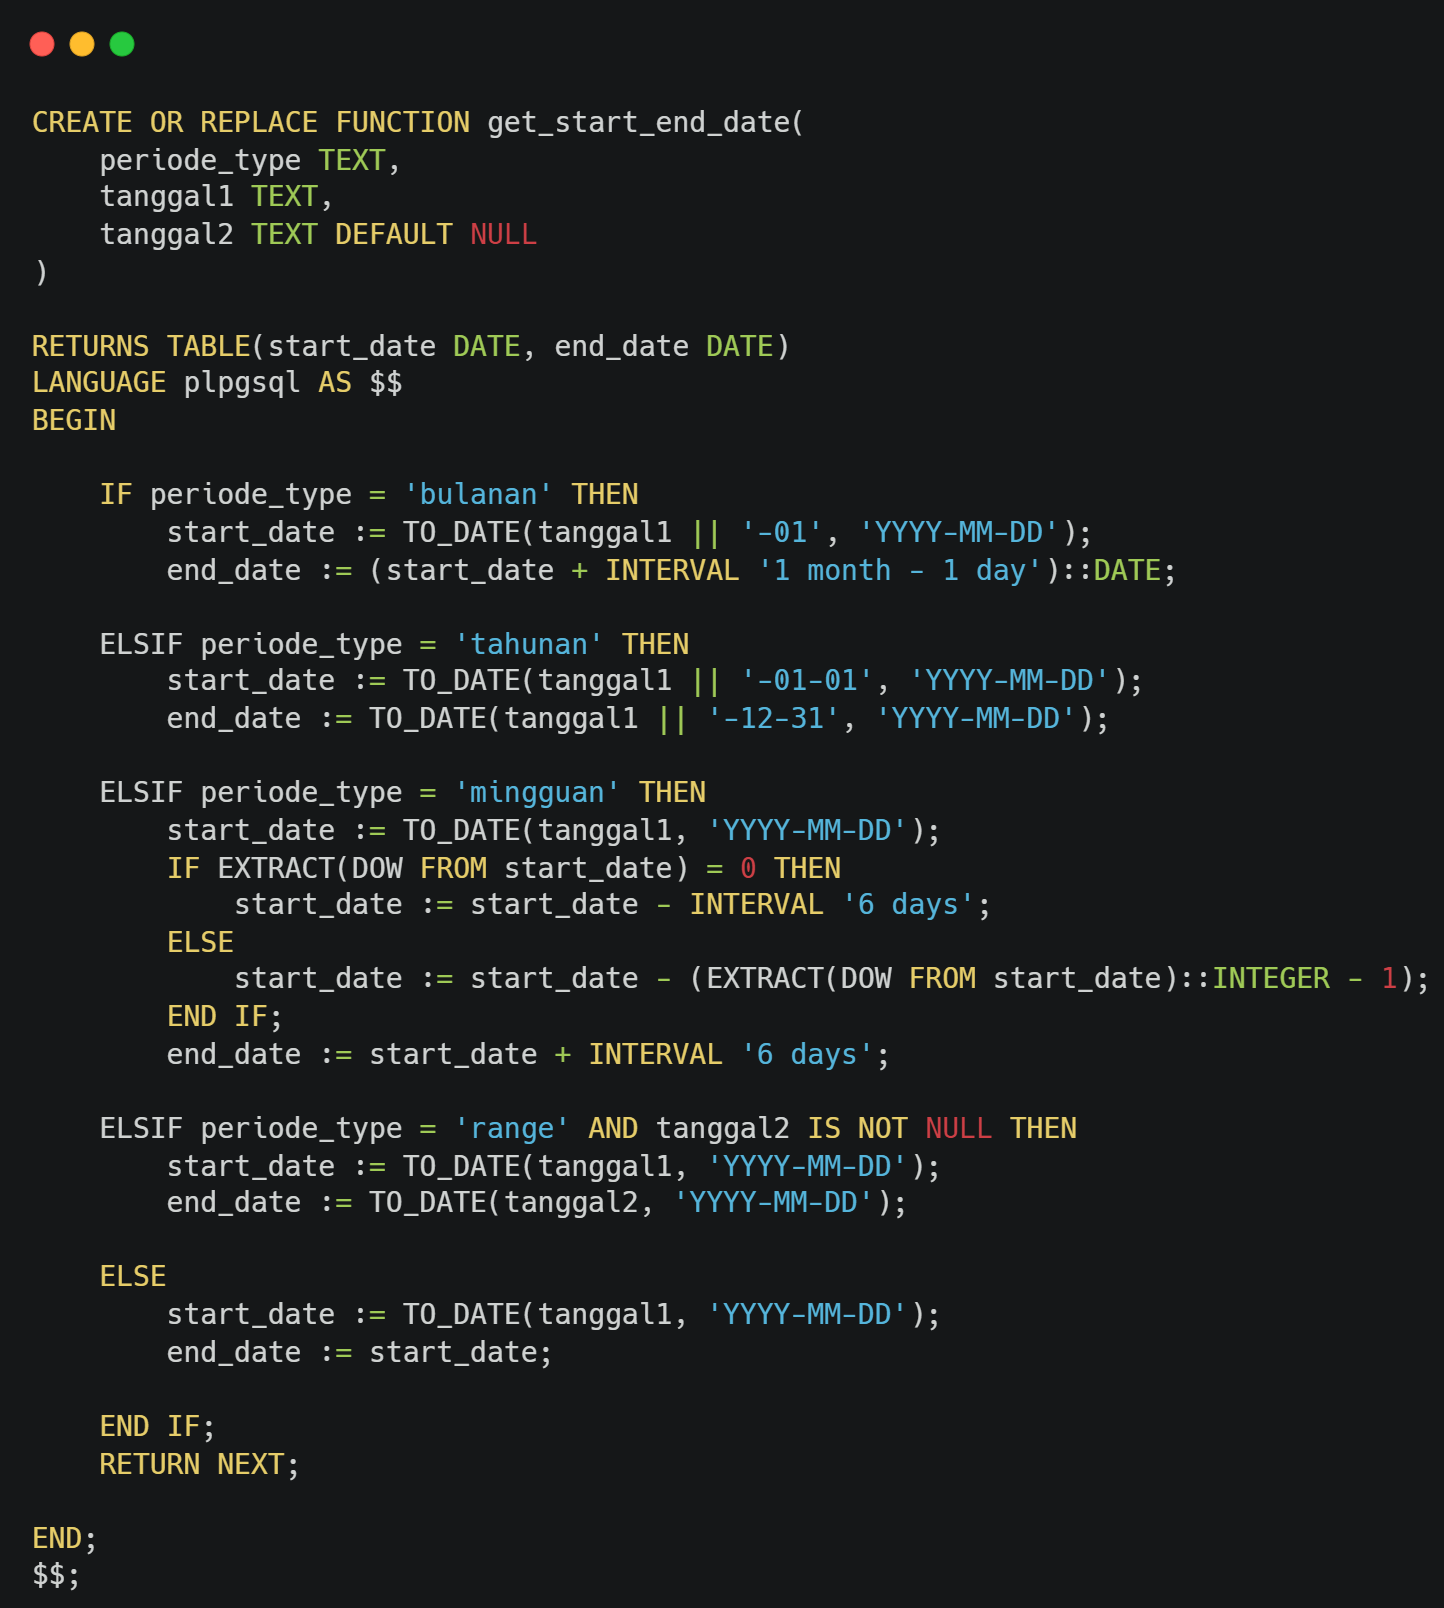 CREATE OR REPLACE FUNCTION get_start_end_date(
    periode_type TEXT,
    tanggal1 TEXT,
    tanggal2 TEXT DEFAULT NULL
)

RETURNS TABLE(start_date DATE, end_date DATE)
LANGUAGE plpgsql AS $$
BEGIN

    IF periode_type = 'bulanan' THEN
        start_date := TO_DATE(tanggal1 || '-01', 'YYYY-MM-DD');
        end_date := (start_date + INTERVAL '1 month - 1 day')::DATE;

    ELSIF periode_type = 'tahunan' THEN
        start_date := TO_DATE(tanggal1 || '-01-01', 'YYYY-MM-DD');
        end_date := TO_DATE(tanggal1 || '-12-31', 'YYYY-MM-DD');

    ELSIF periode_type = 'mingguan' THEN
        start_date := TO_DATE(tanggal1, 'YYYY-MM-DD');
        IF EXTRACT(DOW FROM start_date) = 0 THEN
            start_date := start_date - INTERVAL '6 days';
        ELSE
            start_date := start_date - (EXTRACT(DOW FROM start_date)::INTEGER - 1);
        END IF;
        end_date := start_date + INTERVAL '6 days';

    ELSIF periode_type = 'range' AND tanggal2 IS NOT NULL THEN
        start_date := TO_DATE(tanggal1, 'YYYY-MM-DD');
        end_date := TO_DATE(tanggal2, 'YYYY-MM-DD');

    ELSE
        start_date := TO_DATE(tanggal1, 'YYYY-MM-DD');
        end_date := start_date;

    END IF;
    RETURN NEXT;

END;
$$;